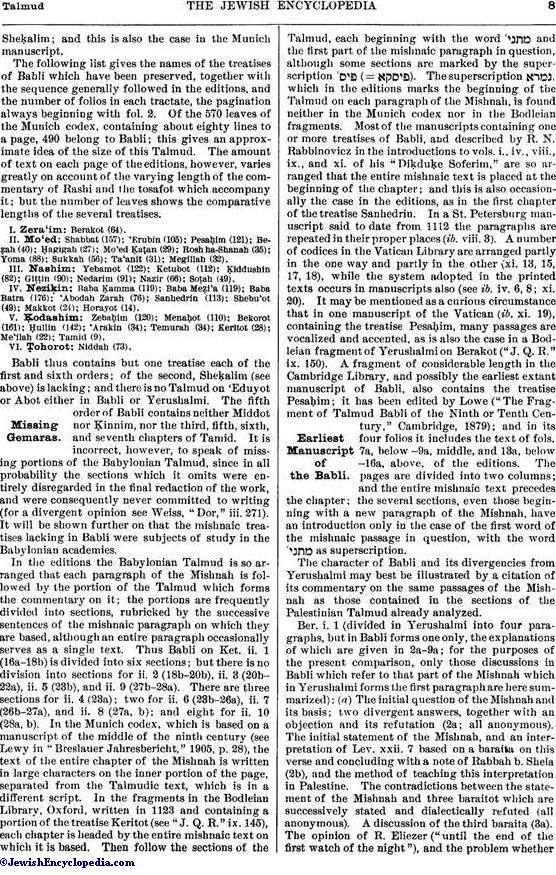 Talmud THE JEWISH ENCYCLOPEDIA 8
Sheḳalim; and this is also the case in the Munich
manuscript.
The following list gives the names of the treatises
of Babli which have been preserved, together with
the sequence generally followed in the editions, and
the number of folios in each tractate, the pagination
always beginning with fol. 2. Of the 570 leaves of
the Munich codex, containing about eighty lines to
a page, 490 belong to Babli; this gives an approx-
imate idea of the size of this Talmud. The amount
of text on each page of the editions, however, varies
greatly on account of the varying length of the com-
mentary of Rashi and the tosafot which accompany
it; but the number of leaves shows the comparative
lengths of the several treatises.
I. Zera'im: Berakot (64).
II. Mo'ed: Shabbat (157); 'Erubin (105); Pesaḥim (121); Be-
ẓah (40); Ḥagigah (27); Mo'ed Ḳaṭan (29); Rosh ha-Shanah (35);
Yoma (88); Sukkah (56); Ta'anit (31); Megillah (32).
III. Nashim: Yebamot (122); Ketubot (112); Ḳiddushin
(82); Giṭṭin (90); Nedarim (91); Nazir (66); Soṭah (49).
IV. Neziḳin: Baba Ḳamma (119); Baba Meẓi'a (119); Baba
Batra (176); 'Abodah Zarah (76); Sanhedrin (113); Shebu'ot
(49); Makkot (24); Horayot (14).
V. Ḳodashim: Zebaḥim (120); Menaḥot (110); Bekorot
(161); Ḥullin (142); 'Arakin (34); Temurah (34); Keritot (28);
Me'ilah (22); Tamid (9).
VI. Ṭohorot: Niddah (73).
Babli thus contains but one treatise each of the
first and sixth orders; of the second, Sheḳalim (see
above) is lacking; and there is no Talmud on 'Eduyot
or Abot either in Babli or Yerushalmi. The fifth
order of Babli contains neither Middot
Missing nor Ḳinnim, nor the third, fifth, sixth,
Gemaras. and seventh chapters of Tamid. It is
incorrect, however, to speak of miss-
ing portions of the Babylonian Talmud, since in all
probability the sections which it omits were en-
tirely disregarded in the final redaction of the work,
and were consequently never committed to writing
(for a divergent opinion see Weiss, "Dor," iii. 271).
It will be shown further on that the mishnaic trea-
tises lacking in Babli were subjects of study in the
Babylonian academies.
In the editions the Babylonian Talmud is so ar-
ranged that each paragraph of the Mishnah is fol-
lowed by the portion of the Talmud which forms
the commentary on it; the portions are frequently
divided into sections, rubricked by the successive
sentences of the mishnaic paragraph on which they
are based, although an entire paragraph occasionally
serves as a single text. Thus Babli on Ket. ii. 1
(16a-18b) is divided into six sections; but there is no
division into sections for ii. 2 (18b-20b), ii. 3 (20b-
22a), ii. 5 (23b), and ii. 9 (27b-28a). There are three
sections for ii. 4 (23a); two for ii. 6 (23b-26a), ii. 7
(26b-27a), and ii. 8 (27a, b); and eight for ii. 10
(28a, b). In the Munich codex, which is based on a
manuscript of the middle of the ninth century (see
Lewy in "Breslauer Jahresbericht," 1905, p. 28), the
text of the entire chapter of the Mishnah is written
in large characters on the inner portion of the page,
separated from the Talmudic text, which is in a
different script. In the fragments in the Bodleian
Library, Oxford, written in 1123 and containing a
portion of the treatise Keritot (see "J. Q. R." ix. 145),
each chapter is headed by the entire mishnaic text on
which it is based. Then follow the sections of the
Talmud, each beginning with the word מתני' and
the first part of the mishnaic paragraph in question,
although some sections are marked by the super-
scription פיס' (= פיסקא). The superscription גמרא,
which in the editions marks the beginning of the
Talmud on each paragraph of the Mishnah, is found
neither in the Munich codex nor in the Bodleian
fragments. Most of the manuscripts containing one
or more treatises of Babli, and described by R. N.
Rabbinovicz in the introductions to vols. i., iv., viii.,
ix., and xi. of his "Diḳduḳe Soferim," are so ar-
ranged that the entire mishnaic text is placed at the
beginning of the chapter; and this is also occasion-
ally the case in the editions, as in the first chapter
of the treatise Sanhedrin. In a St. Petersburg man-
uscript said to date from 1112 the paragraphs are
repeated in their proper places (ib. viii. 3). A number
of codices in the Vatican Library are arranged partly
in the one way and partly in the other (xi. 13, 15,
17, 18), while the system adopted in the printed
texts occurs in manuscripts also (see ib. iv. 6, 8; xi.
20). It may be mentioned as a curious circumstance
that in one manuscript of the Vatican (ib. xi. 19),
containing the treatise Pesaḥim, many passages are
vocalized and accented, as is also the case in a Bod-
leian fragment of Yerushalmi on Berakot ("J. Q. R."
ix. 150). A fragment of considerable length in the
Cambridge Library, and possibly the earliest extant
manuscript of Babli, also contains the treatise
Pesaḥim; it has been edited by Lowe ("The Frag-
ment of Talmud Babli of the Ninth or Tenth Cen-
tury," Cambridge, 1879); and in its
Earliest four folios it includes the text of fols.
Manuscript 7a, below -9a, middle, and 13a, below
of -16a, above, of the editions. The
the Babli. pages are divided into two columns;
and the entire mishnaic text precedes
the chapter; the several sections, even those begin-
ning with a new paragraph of the Mishnah, have
an introduction only in the case of the first word of
the mishnaic passage in question, with the word
מתני' as superscription.
The character of Babli and its divergencies from
Yerushalmi may best be illustrated by a citation of
its commentary on the same passages of the Mish-
nah as those contained in the sections of the
Palestinian Talmud already analyzed.
Ber. i. 1 (divided in Yerushalmi into four para-
graphs, but in Babli forms one only, the explanations
of which are given in 2a-9a; for the purposes of
the present comparison, only those discussions in
Babli which refer to that part of the Mishnah which
in Yerushalmi forms the first paragraph are here sum-
marized): (a) The initial question of the Mishnah and
its basis; two divergent answers, together with an
objection and its refutation (2a; all anonymous).
The initial statement of the Mishnah, and an inter-
pretation of Lev. xxii. 7 based on a baraita on this
verse and concluding with a note of Rabbah b. Shela
(2b), and the method of teaching this interpretation
in Palestine. The contradictions between the state-
ment of the Mishnah and three baraitot which are
successively stated and dialectically refuted (all
anonymous). A discussion of the third baraita (3a).
The opinion of R. Eliezer ("until the end of the
first watch of the night"), and the problem whether
©JewishEncyclopedia.com